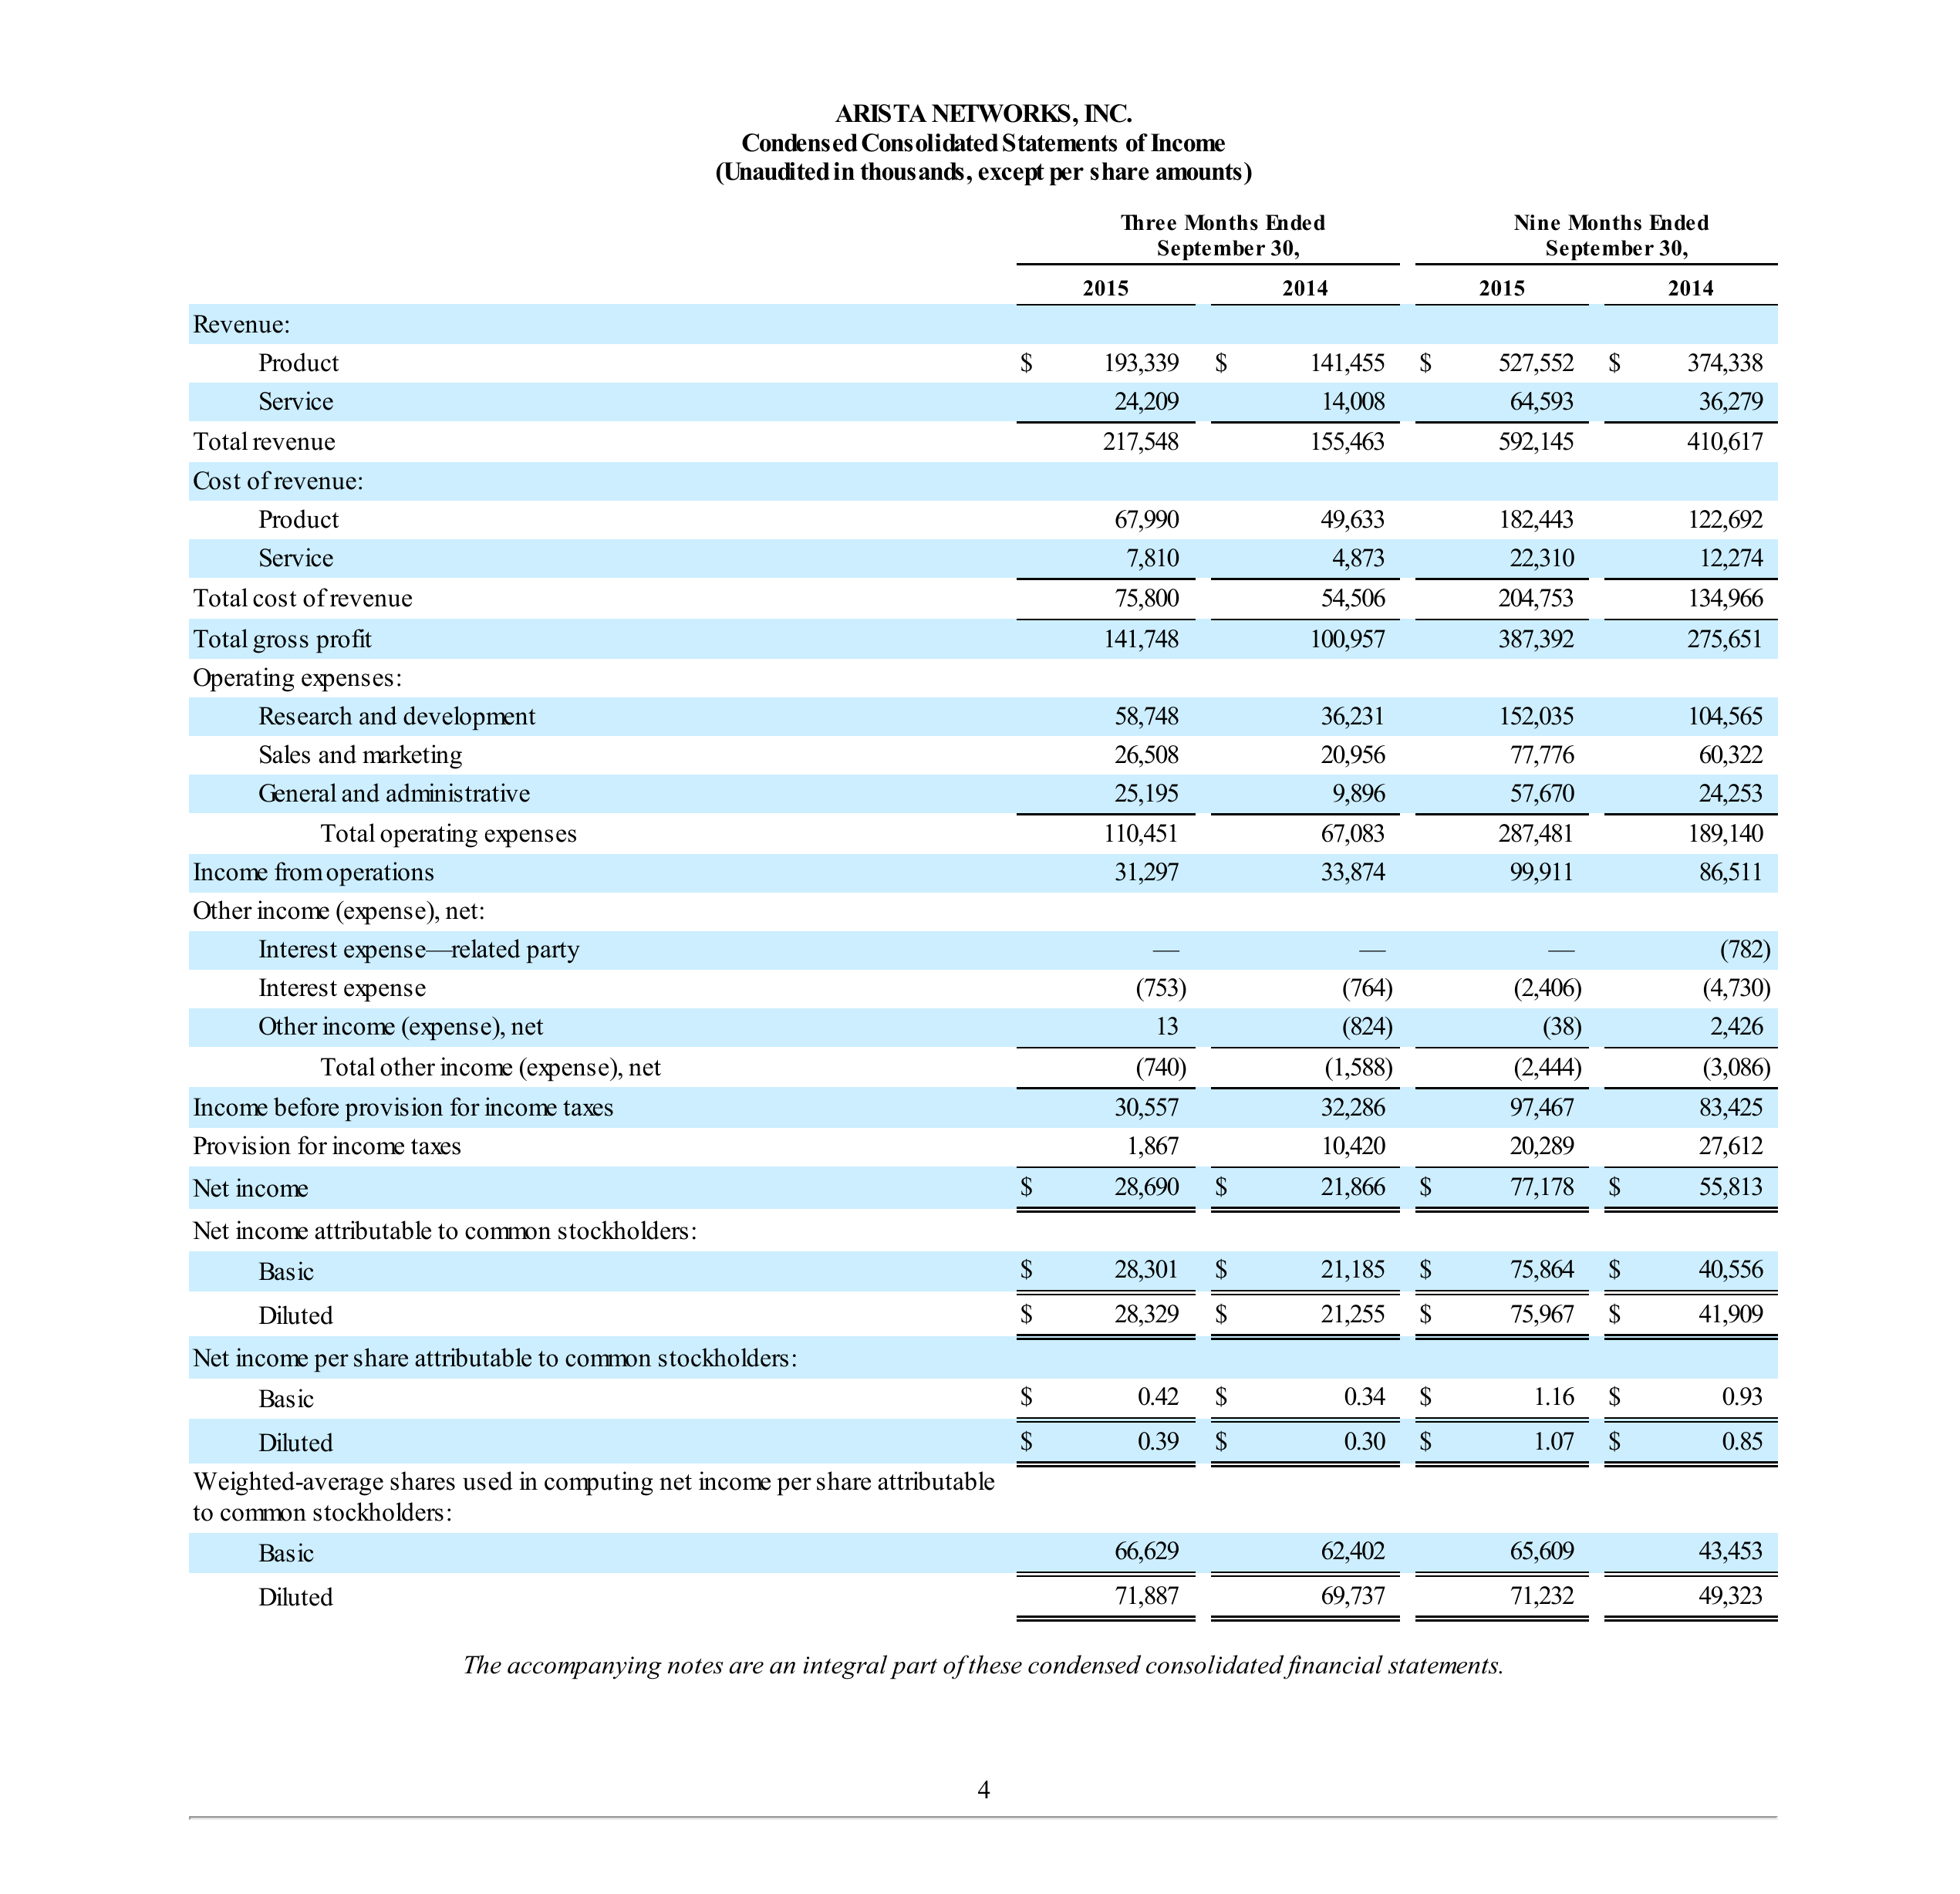 ARISTA NETWORKS, INC.
Condensed Consolidated Statements of Income
(Unaudited in thousands, except per share amounts)
Three Months Ended September 30, Nine Months Ended September 30,
2015 2014 2015 2014
Revenue:
Product $ 193,339 $ 141,455 $ 527,552 $ 374,338
Service 24,209 14,008 64,593 36,279
Total revenue 217,548 155,463 592,145 410,617
Cost of revenue:
Product 67,990 49,633 182,443 122,692
Service 7,810 4,873 22,310 12,274
Total cost of revenue 75,800 54,506 204,753 134,966
Total gross profit 141,748 100,957 387,392 275,651
Operating expenses:
Research and development 58,748 36,231 152,035 104,565
Sales and marketing 26,508 20,956 77,776 60,322
General and administrative 25,195 9,896 57,670 24,253
Total operating expenses 110,451 67,083 287,481 189,140
Income from operations 31,297 33,874 99,911 86,511
Other income (expense), net:
Interest expense—related party — — — (782)
Interest expense (753) (764) (2,406) (4,730)
Other income (expense), net 13 (824) (38) 2,426
Total other income (expense), net (740) (1,588) (2,444) (3,086)
Income before provision for income taxes 30,557 32,286 97,467 83,425
Provision for income taxes 1,867 10,420 20,289 27,612
Net income $ 28,690 $ 21,866 $ 77,178 $ 55,813
Net income attributable to common stockholders:
Basic $ 28,301 $ 21,185 $ 75,864 $ 40,556
Diluted $ 28,329 $ 21,255 $ 75,967 $ 41,909
Net income per share attributable to common stockholders:
Basic $ 0.42 $ 0.34 $ 1.16 $ 0.93
Diluted $ 0.39 $ 0.30 $ 1.07 $ 0.85
Weighted-average shares used in computing net income per share attributable
to common stockholders:
Basic 66,629 62,402 65,609 43,453
Diluted 71,887 69,737 71,232 49,323
The accompanying notes are an integral part of these condensed consolidated financial statements.
4